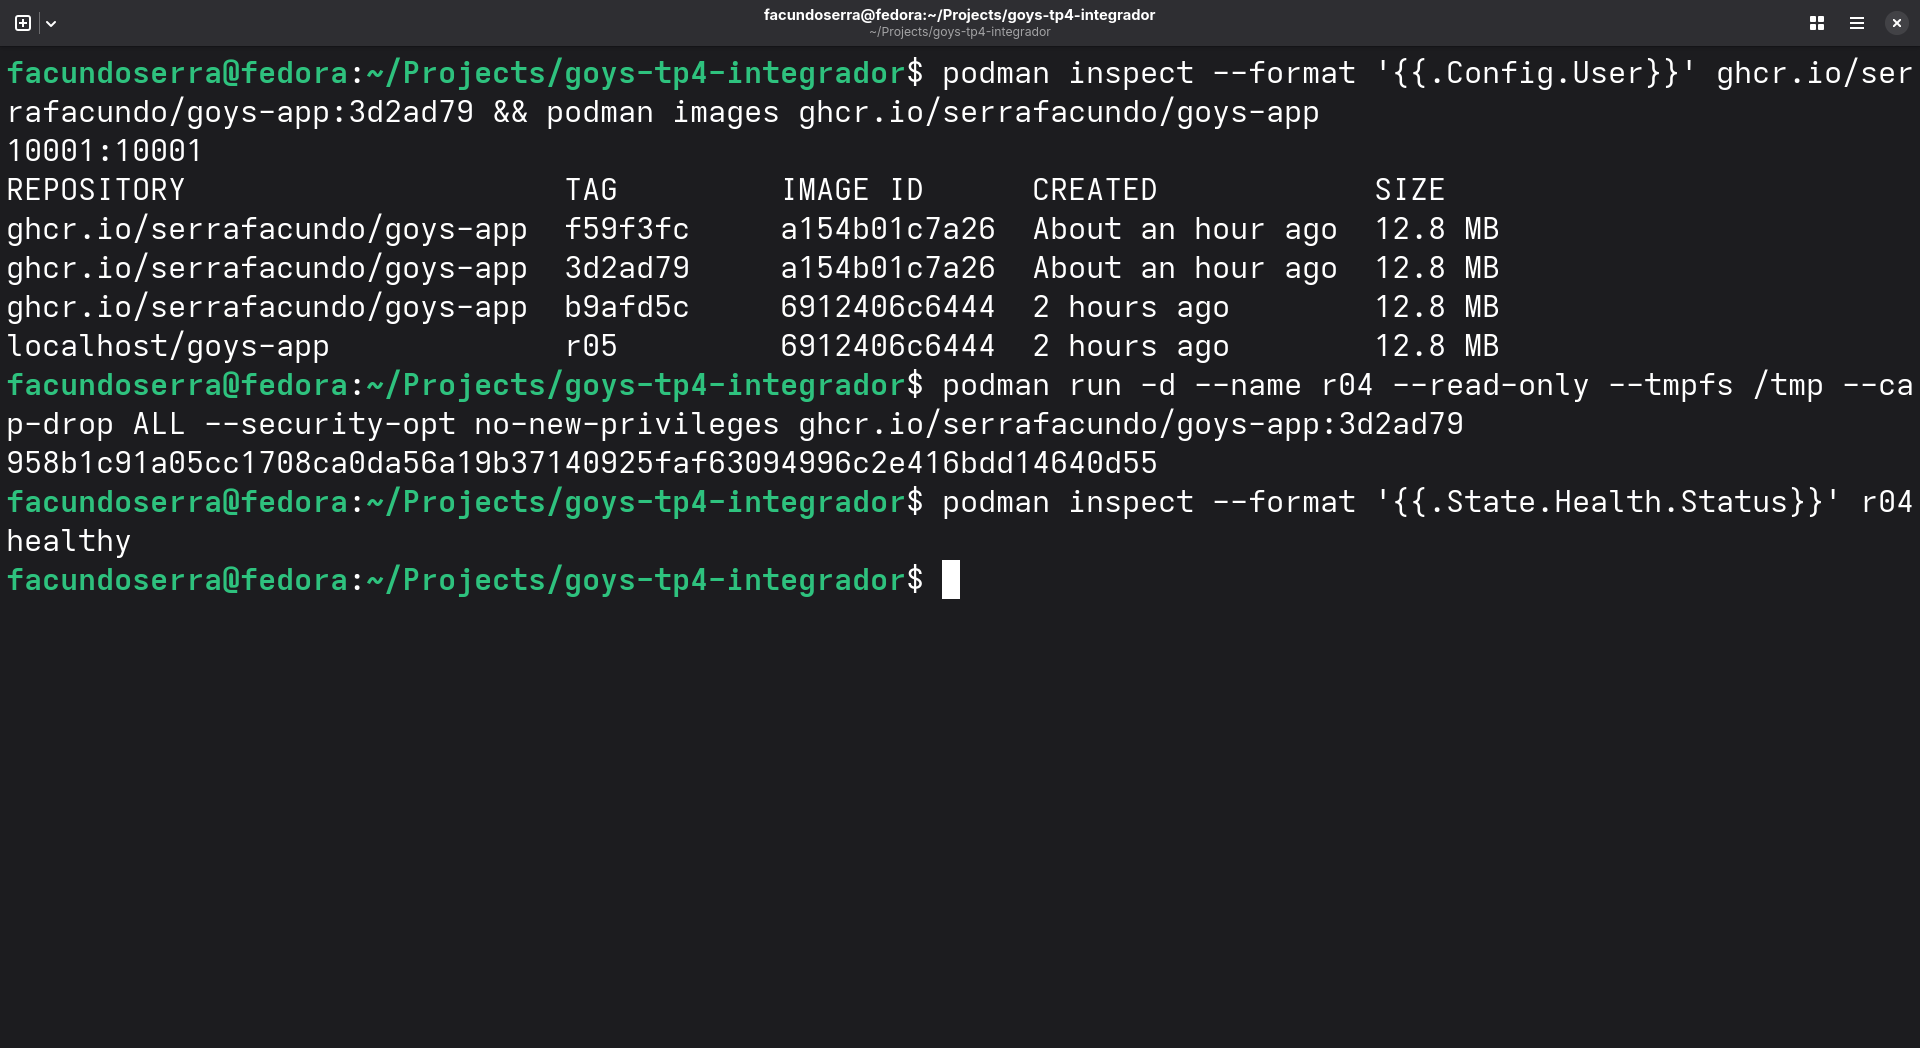 facundoserra@fedora:~/Projects/goys-tp4-integrador
~/Projects/goys-tp4-integrador
facundoserra@fedora:~/Projects/goys-tp4-integrador$ podman inspect --format '{{.Config.User}}' ghcr.io/ser
rafacundo/goys-app:3d2ad79 && podman images ghcr.io/serrafacundo/goys-app
10001:10001
REPOSITORY TAG IMAGE ID CREATED SIZE
ghcr.io/serrafacundo/goys-app f59f3fc a154b01c7a26 About an hour ago 12.8 MB
ghcr.io/serrafacundo/goys-app 3d2ad79 a154b01c7a26 About an hour ago 12.8 MB
ghcr.io/serrafacundo/goys-app b9afd5c 6912406c6444 2 hours ago 12.8 MB
localhost/goys-app r05 6912406c6444 2 hours ago 12.8 MB
facundoserra@fedora:~/Projects/goys-tp4-integrador$ podman run -d --name r04 --read-only --tmpfs /tmp --ca
p-drop ALL --security-opt no-new-privileges ghcr.io/serrafacundo/goys-app:3d2ad79
958b1c91a05cc1708ca0da56a19b37140925faf63094996c2e416bdd14640d55
facundoserra@fedora:~/Projects/goys-tp4-integrador$ podman inspect --format '{{.State.Health.Status}}' r04
healthy
facundoserra@fedora:~/Projects/goys-tp4-integrador$